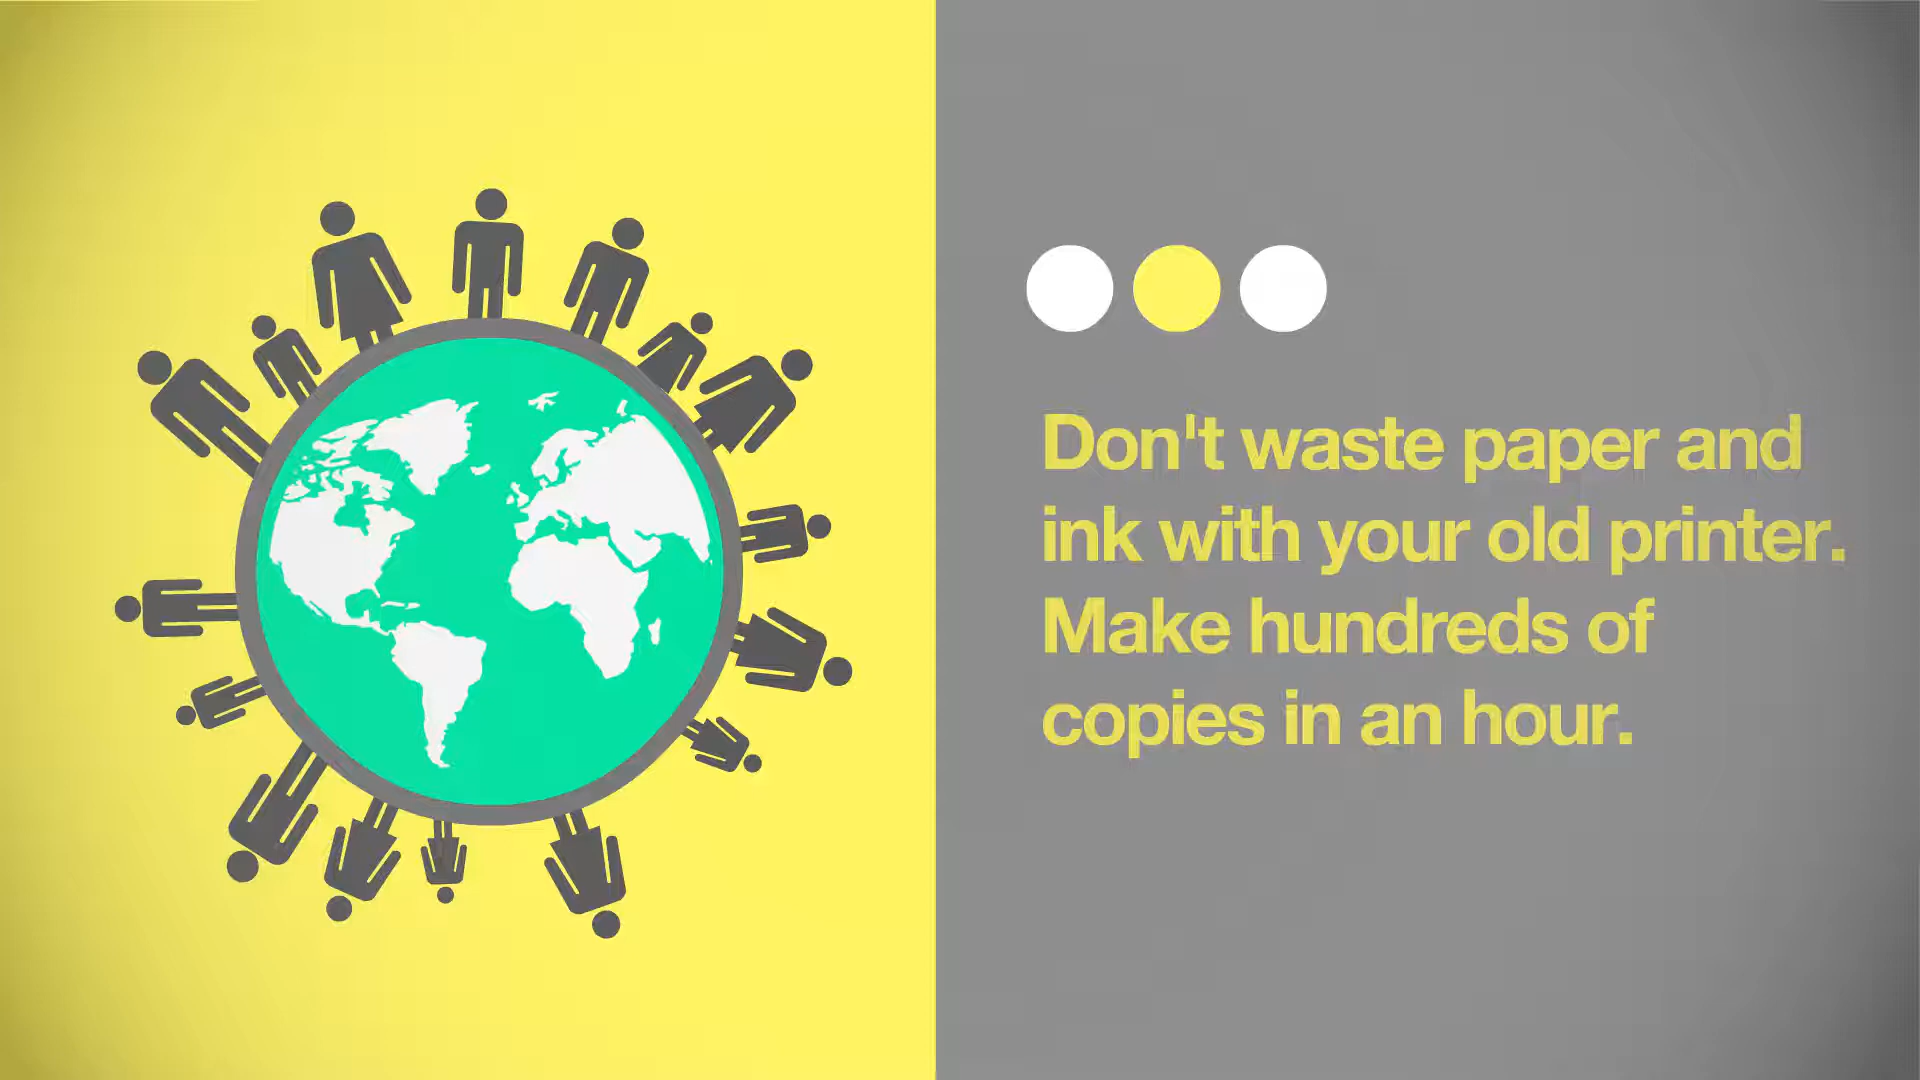 Don't waste paper and
ink with your old printer.
Make hundreds of
copies in an hour.